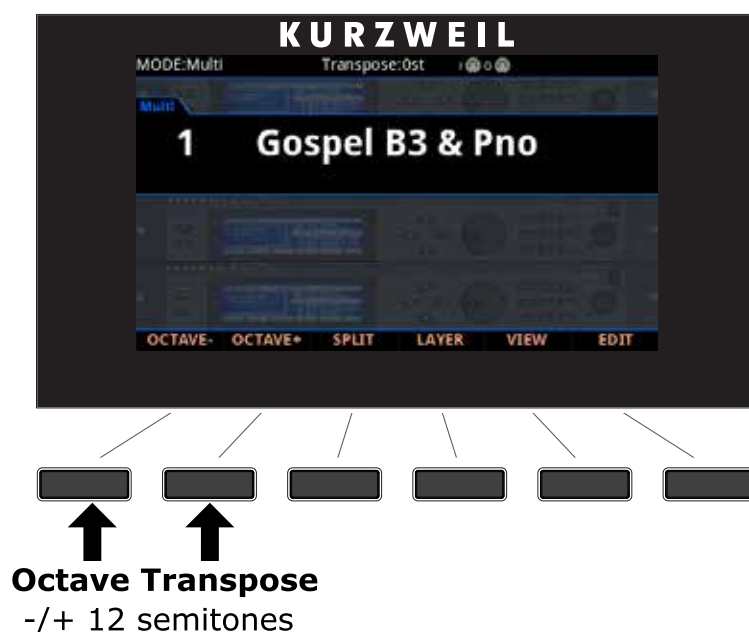 KURZWEIL
MODE:Multi Transpose:0st
Multi
1 Gospel B3 & Pno
OCTAVE- OCTAVE+ SPLIT LAYER VIEW EDIT
Octave Transpose
-/+ 12 semitones